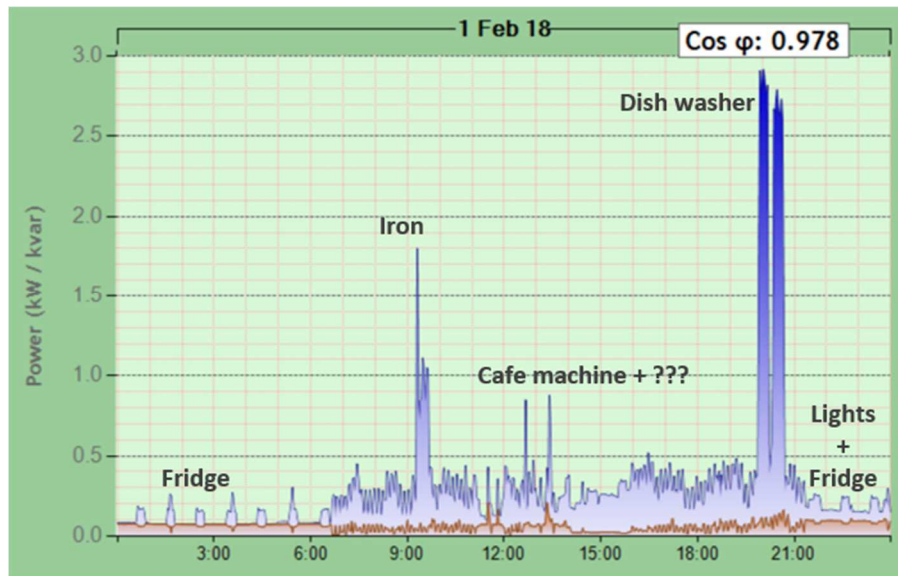 1 Feb 18
Cos φ: 0.978
3.0
Dish washer
2.5
2.0
Iron
1.5
Power (kW / kvar)
1.0
Cafe machine + ???
Lights
+
Fridge
0.5
Fridge
0.0
3:00 6:00 9:00 12:00 15:00 18:00 21:00